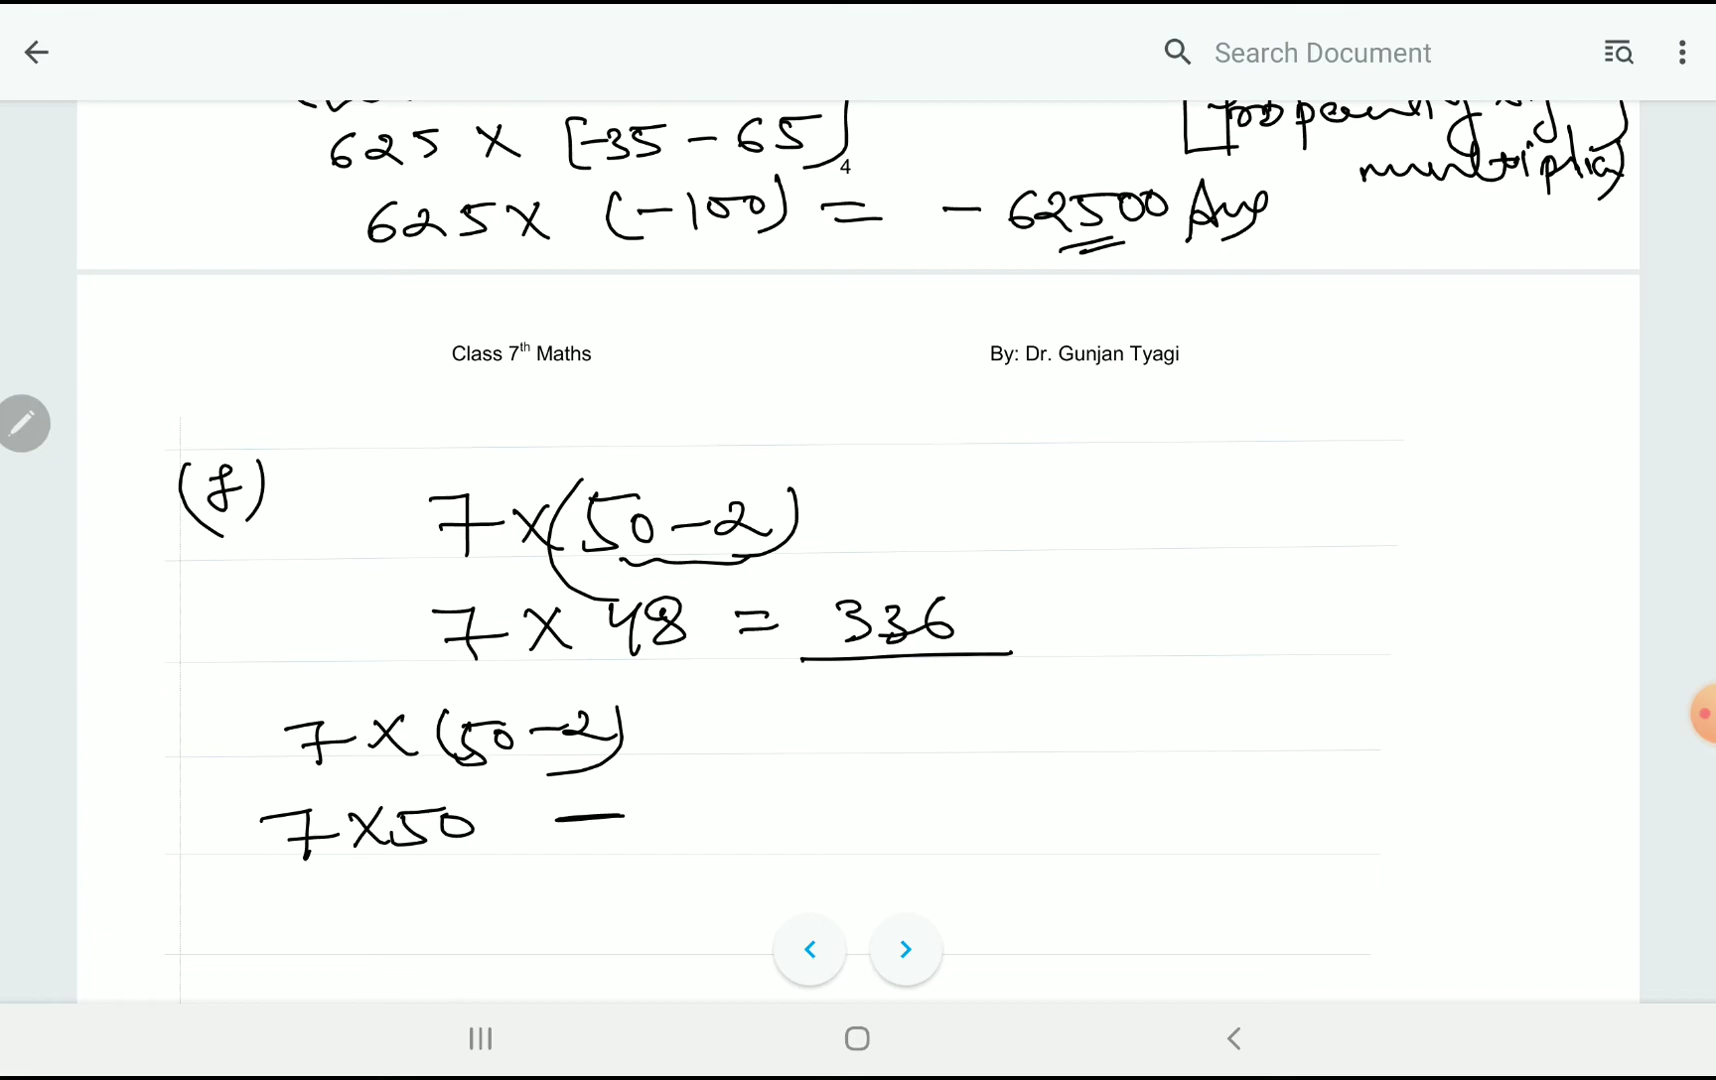 Search Document
625 × [-35 - 65]
multiplica
4
625 × (-100) = - 62500 Ans
Class 7th Maths
By: Dr. Gunjan Tyagi
(f)
7×(50-2)
7 × 48 = 336
7 × (50-2)
7 ×50 —